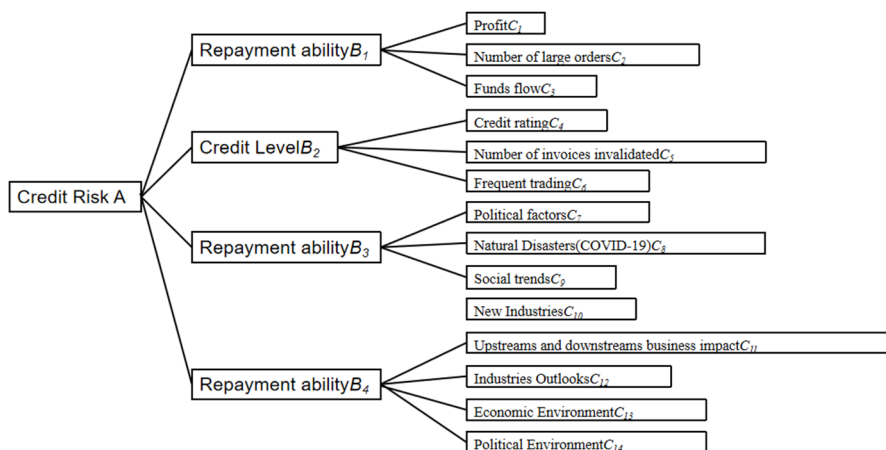 Credit Risk A
Repayment abilityB1
ProfitC1
Number of large ordersC2
Funds flowC3
Credit LevelB2
Credit ratingC4
Number of invoices invalidatedC5
Frequent tradingC6
Repayment abilityB3
Political factorsC7
Natural Disasters(COVID-19)C8
Social trendsC9
New IndustriesC10
Repayment abilityB4
Upstreams and downstreams business impactC11
Industries OutlooksC12
Economic EnvironmentC13
Political EnvironmentC14